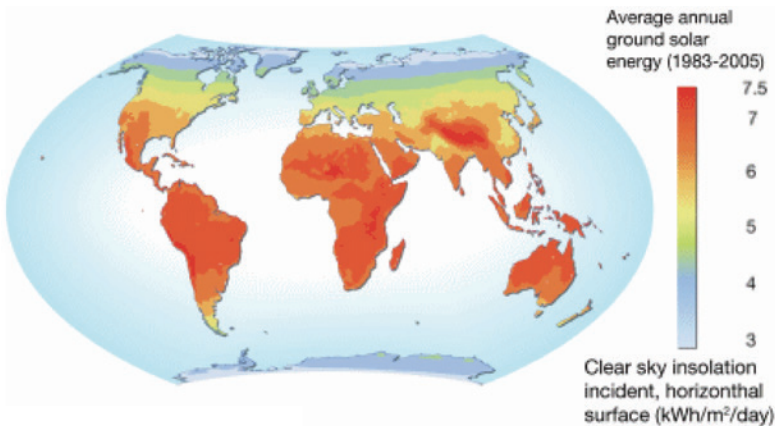 Average annual
ground solar
energy (1983-2005)
7.5
7
6
5
4
3
Clear sky insolation
incident, horizonthal
surface (kWh/m²/day)